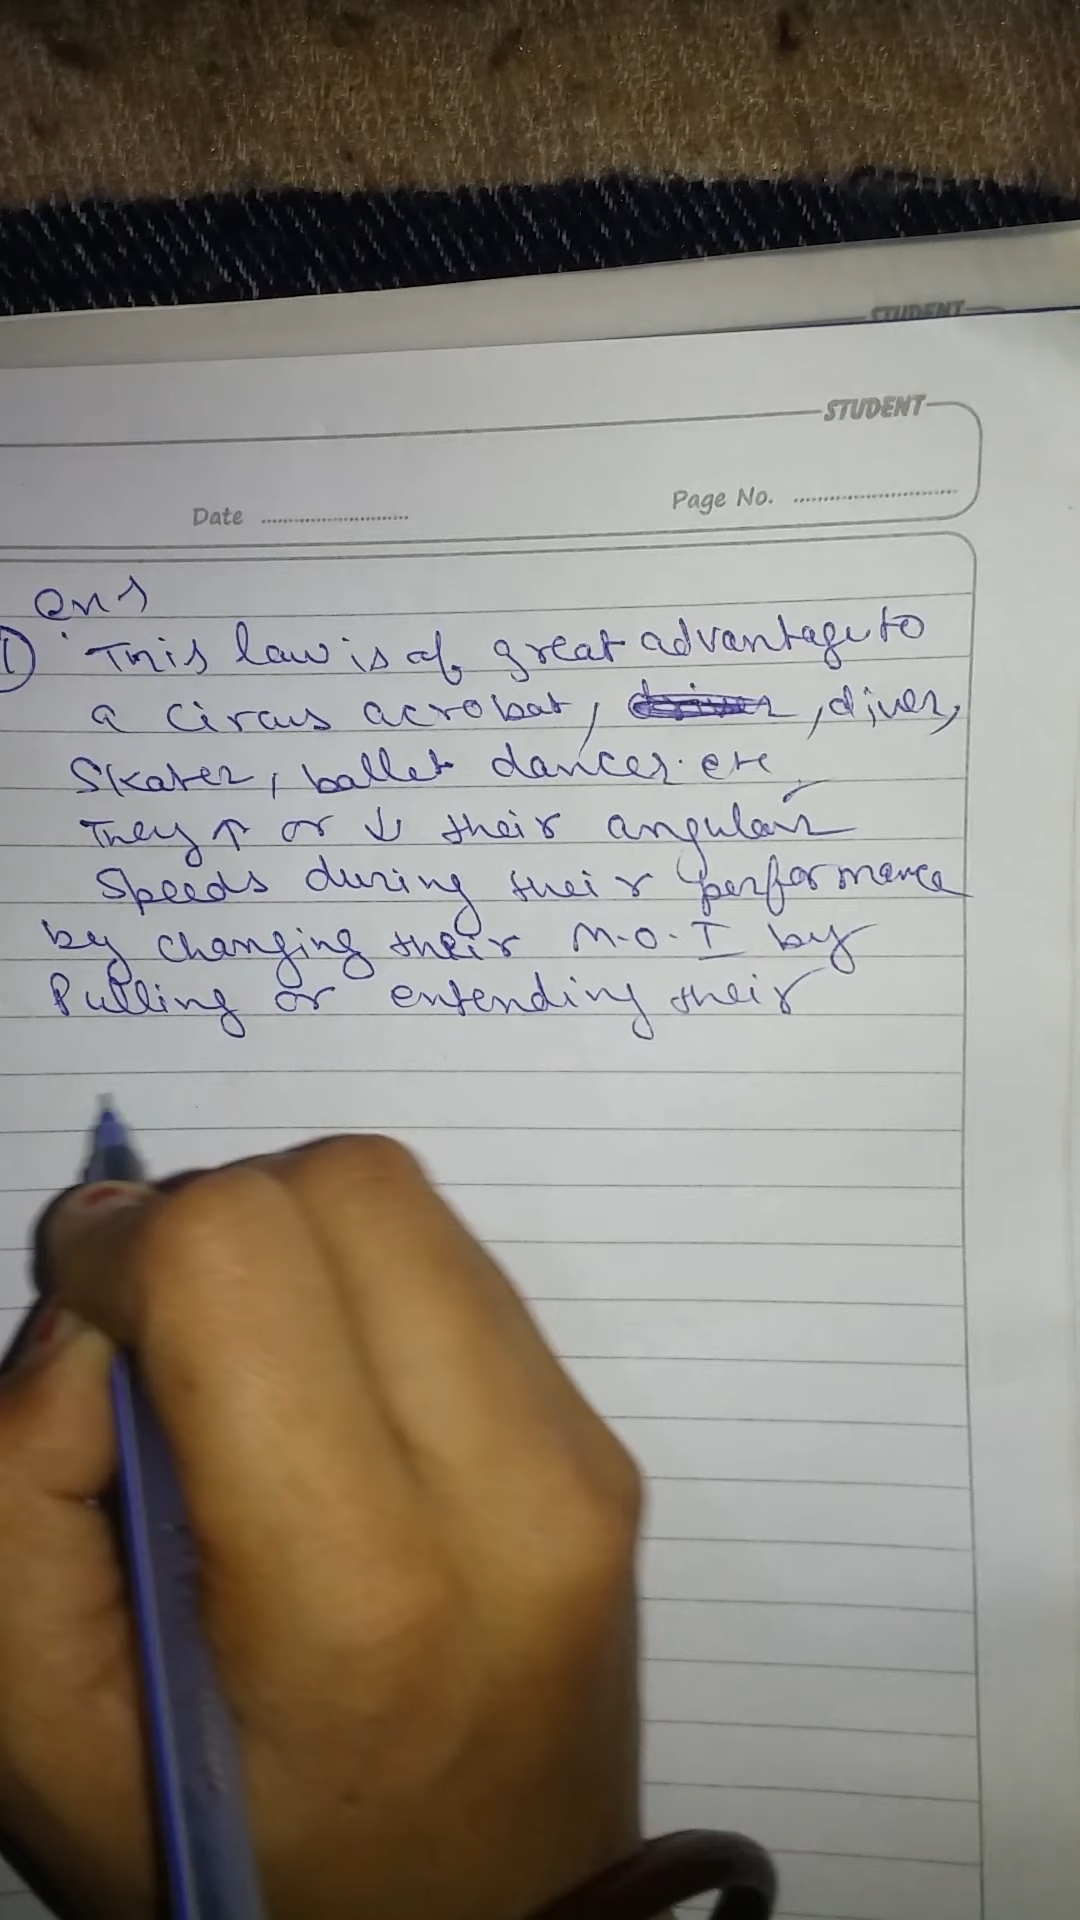 STUDENT
STUDENT
Date
Page No.
Ans
1 This law is of great advantage to
a circus acrobat, , diver,
Skater, ballet dancer. etc
They ↑ or ↓ their angular
Speeds during their performance
by changing their M.O.I by
Pulling or extending their